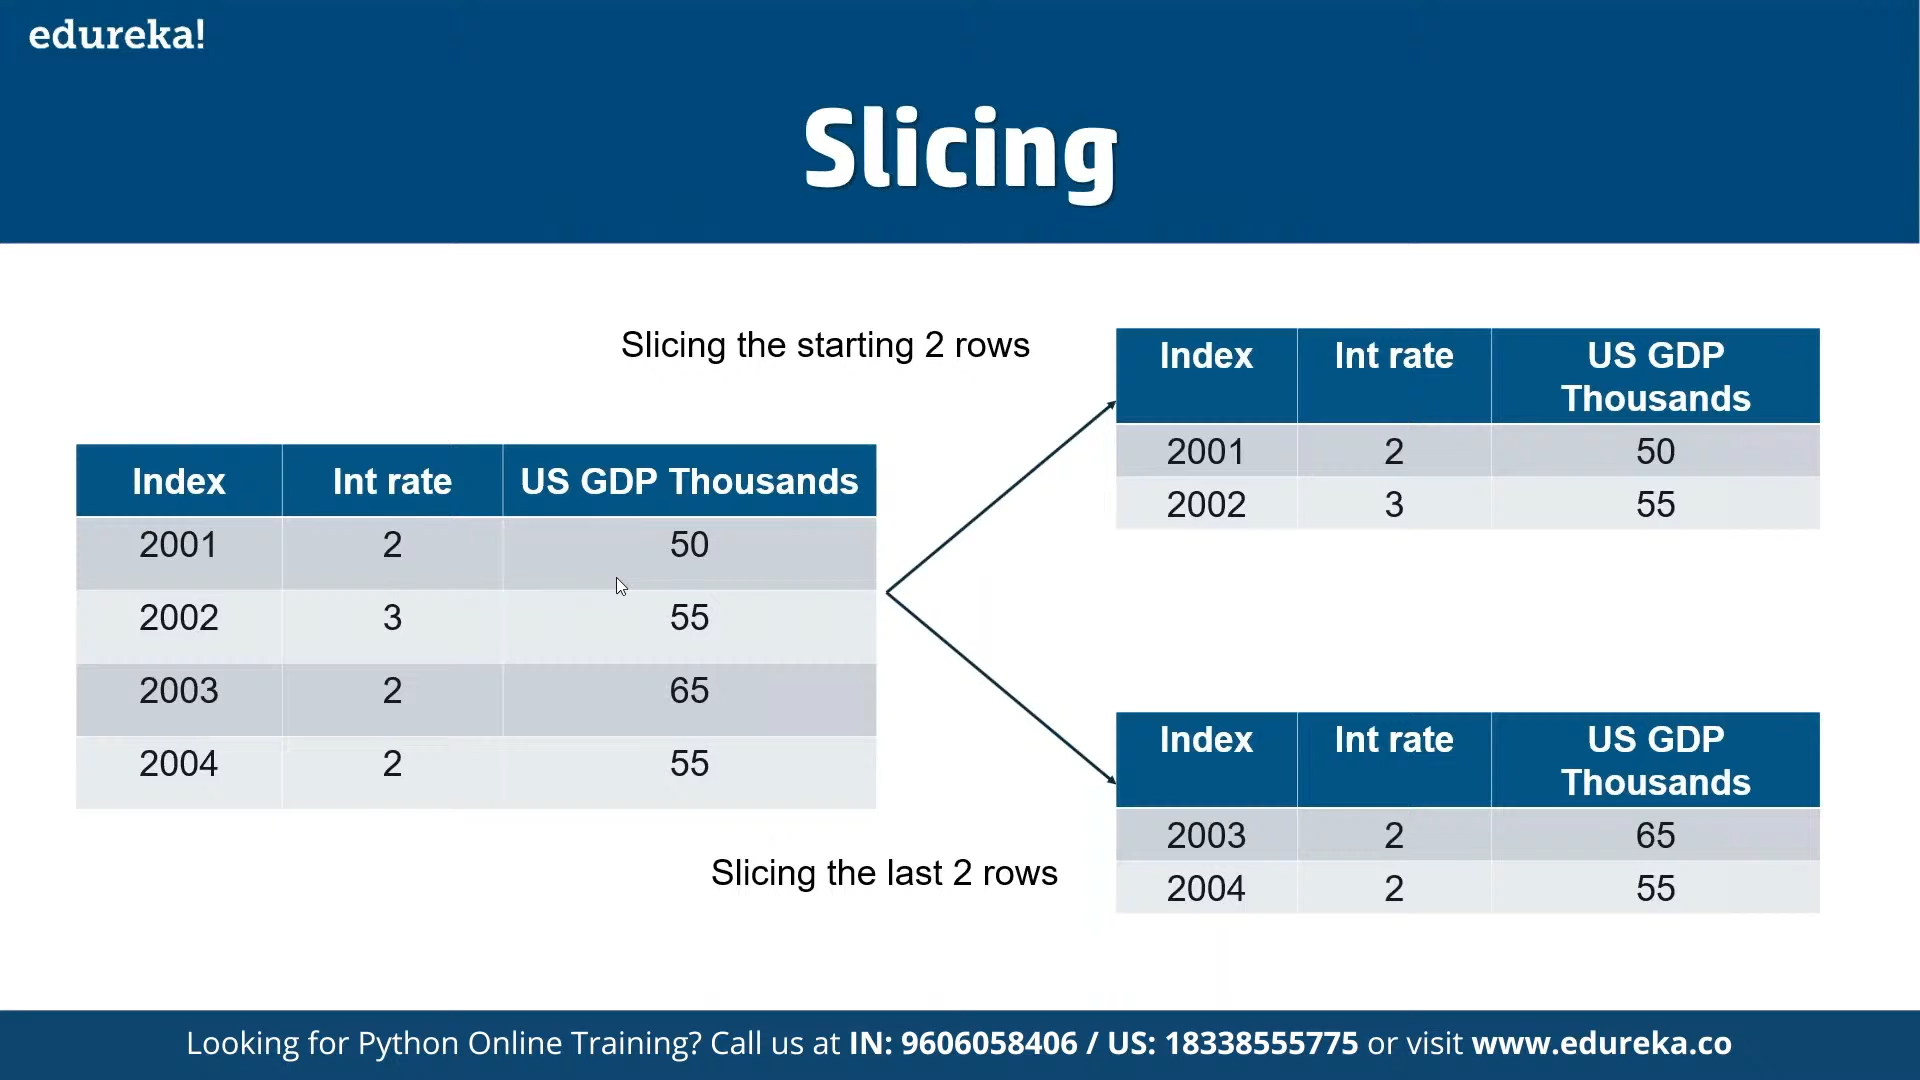 edureka!
Slicing
Slicing the starting 2 rows
Index Int rate US GDP Thousands
2001 2 50
2002 3 55
2003 2 65
2004 2 55
Index Int rate US GDP
Thousands
2001 2 50
2002 3 55
Slicing the last 2 rows
Index Int rate US GDP
Thousands
2003 2 65
2004 2 55
Looking for Python Online Training? Call us at IN: 9606058406 / US: 18338555775 or visit www.edureka.co